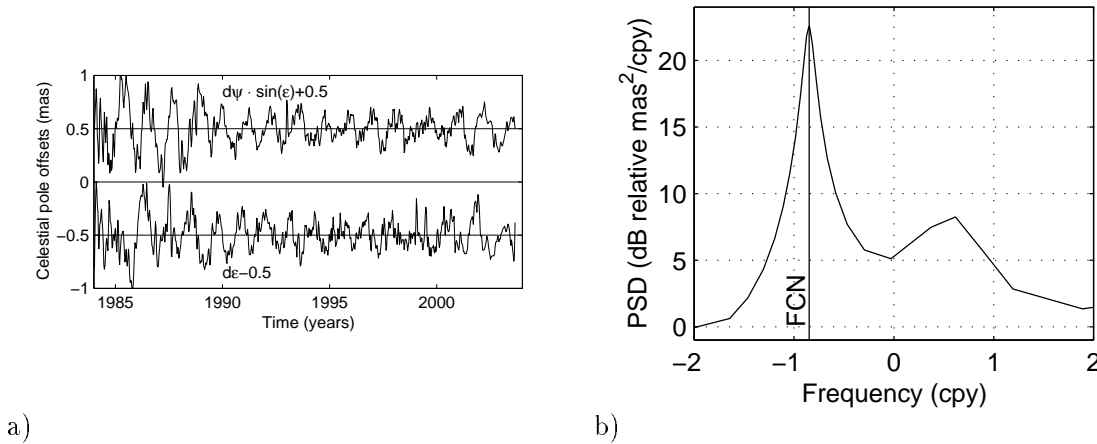 1
0.5
0
−0.5
−1
1985
1990
1995
2000
Time (years)
Celestial pole offsets (mas)
dψ · sin(ε)+0.5
dε−0.5
a)
20
15
10
5
0
−2
−1
0
1
2
Frequency (cpy)
PSD (dB relative mas²/cpy)
FCN
b)